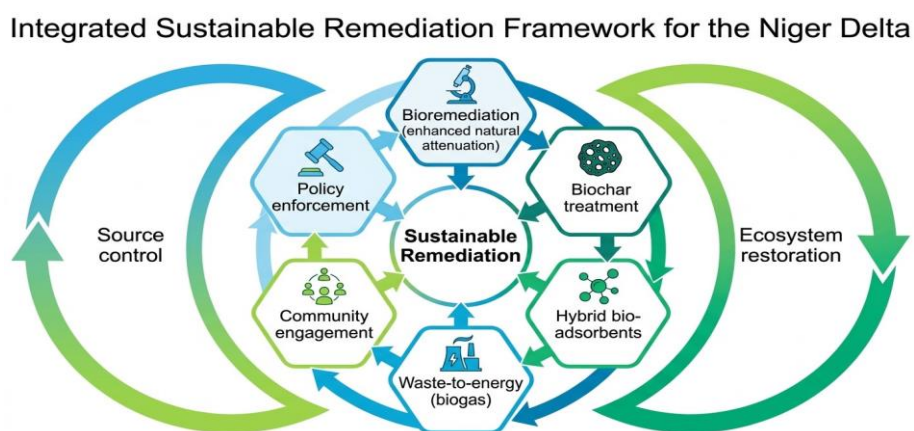 Integrated Sustainable Remediation Framework for the Niger Delta
Bioremediation
(enhanced natural
attenuation)
Policy
enforcement
Biochar
treatment
Source
control
Sustainable
Remediation
Ecosystem
restoration
Community
engagement
Hybrid bio-
adsorbents
Waste-to-energy
(biogas)